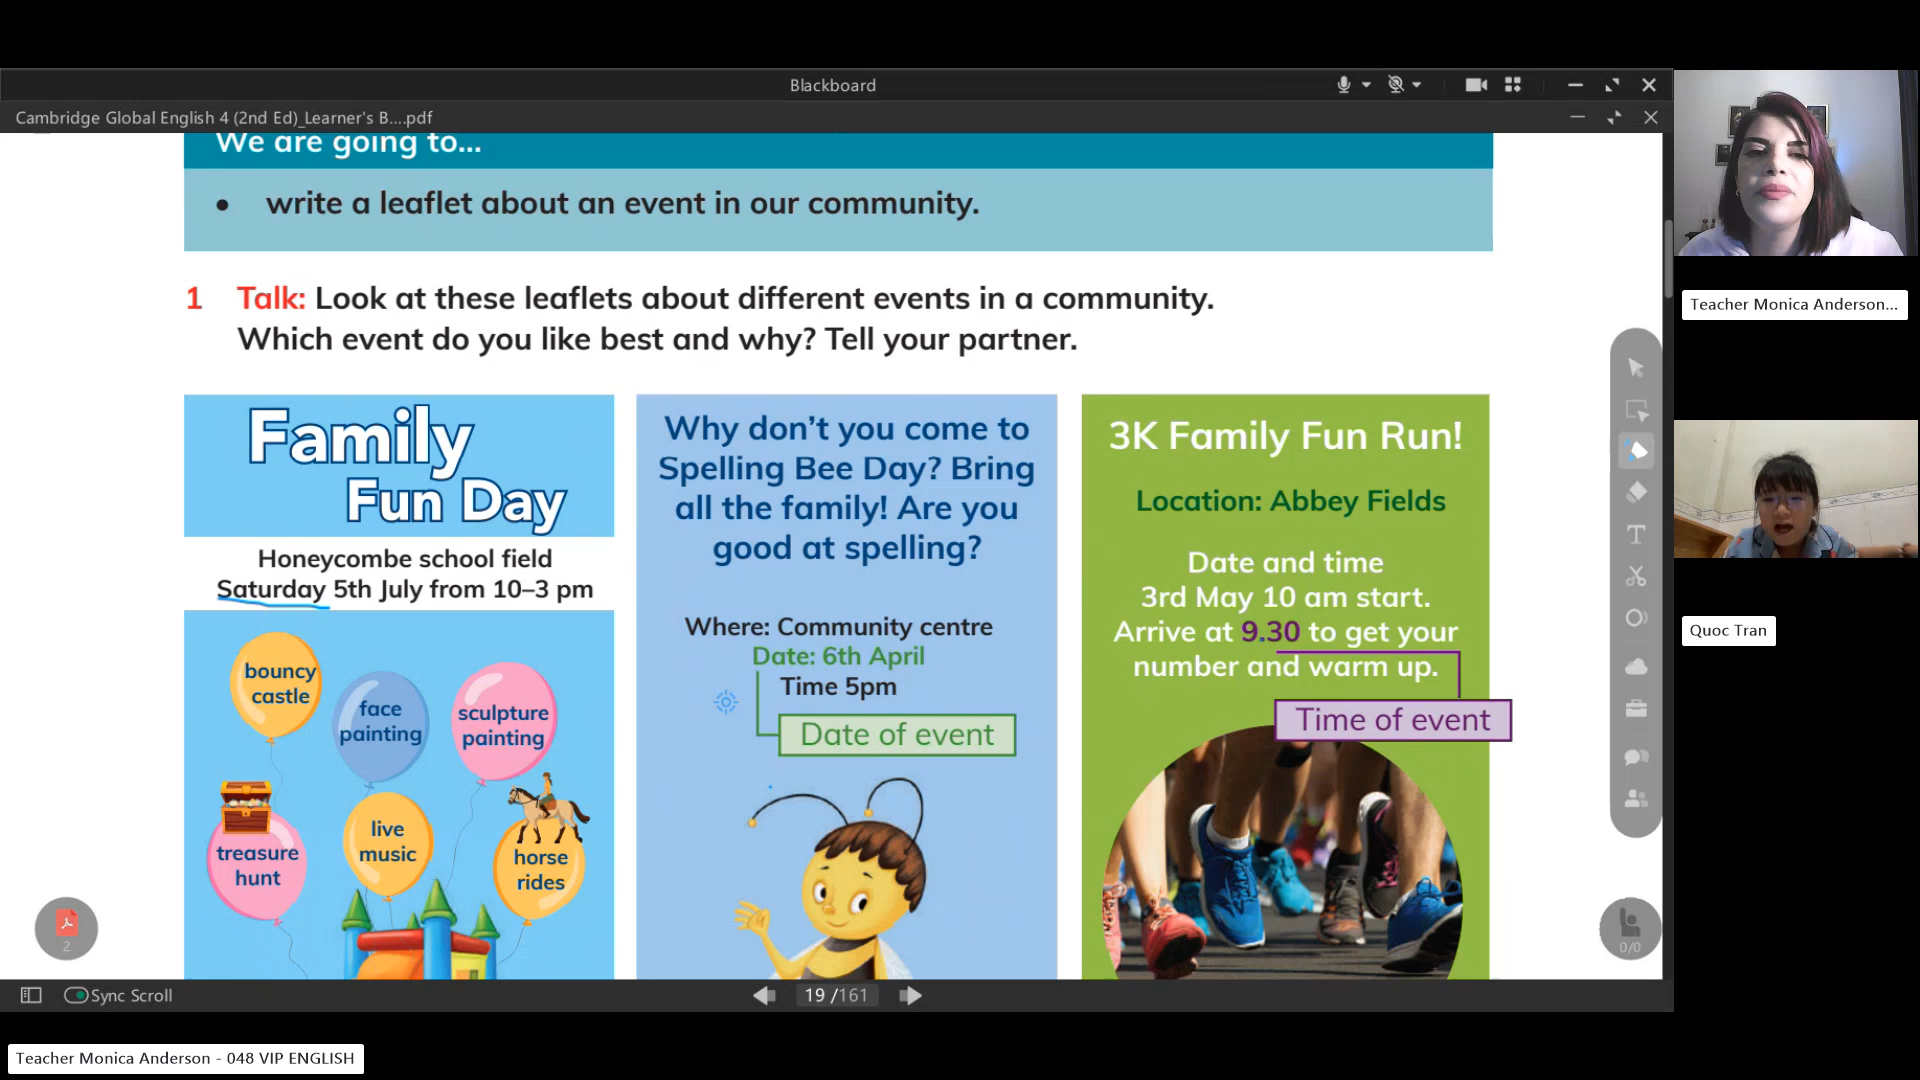 Blackboard
Cambridge Global English 4 (2nd Ed)_Learner's B....pdf
We are going to...
• write a leaflet about an event in our community.
1 Talk: Look at these leaflets about different events in a community.
Which event do you like best and why? Tell your partner.
Family
Fun Day
Honeycombe school field
Saturday 5th July from 10–3 pm
bouncy
castle
face
painting
sculpture
painting
treasure
hunt
live
music
horse
rides
Why don't you come to
Spelling Bee Day? Bring
all the family! Are you
good at spelling?
Where: Community centre
Date: 6th April
Time 5pm
Date of event
3K Family Fun Run!
Location: Abbey Fields
Date and time
3rd May 10 am start.
Arrive at 9.30 to get your
number and warm up.
Time of event
2
0/0
Sync Scroll
19 /161
Teacher Monica Anderson...
Quoc Tran
Teacher Monica Anderson - 048 VIP ENGLISH